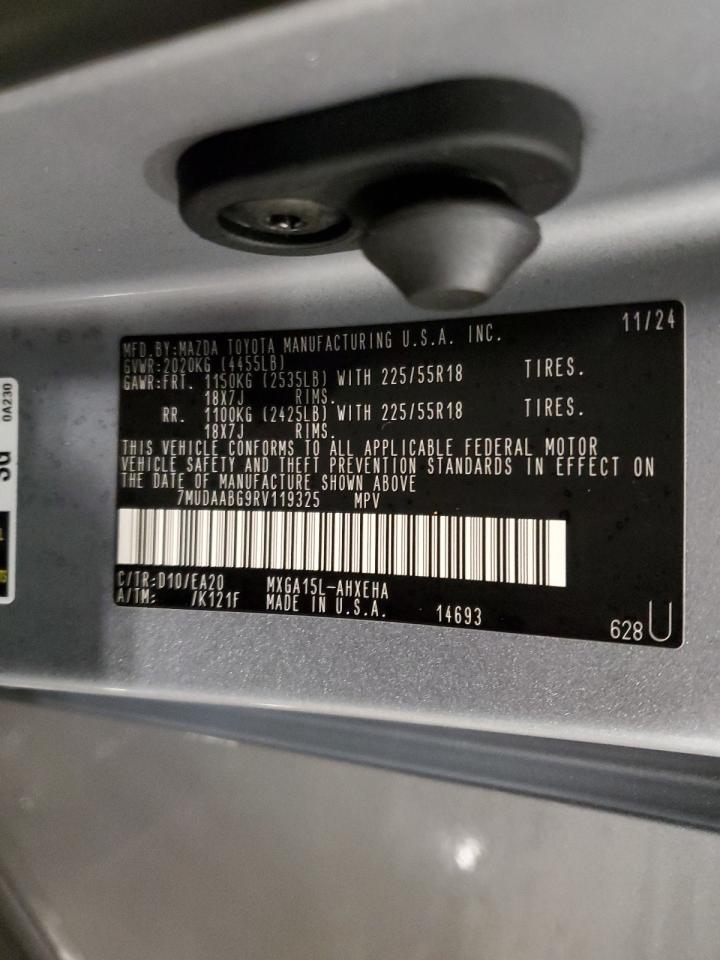 11/24
MFD.BY:MAZDA TOYOTA MANUFACTURING U.S.A. INC.
GVWR:2020KG (4455LB)
GAWR:FRT. 1150KG (2535LB) WITH 225/55R18 TIRES.
18X7J RIMS.
RR. 1100KG (2425LB) WITH 225/55R18 TIRES.
18X7J RIMS.
THIS VEHICLE CONFORMS TO ALL APPLICABLE FEDERAL MOTOR
VEHICLE SAFETY AND THEFT PREVENTION STANDARDS IN EFFECT ON
THE DATE OF MANUFACTURE SHOWN ABOVE
7MUDAABG9RV119325 MPV
C/TR:D10/EA20 MXGA15L-AHXEHA
A/TM: /K121F MADE IN U.S.A. 14693
628 U
0A230